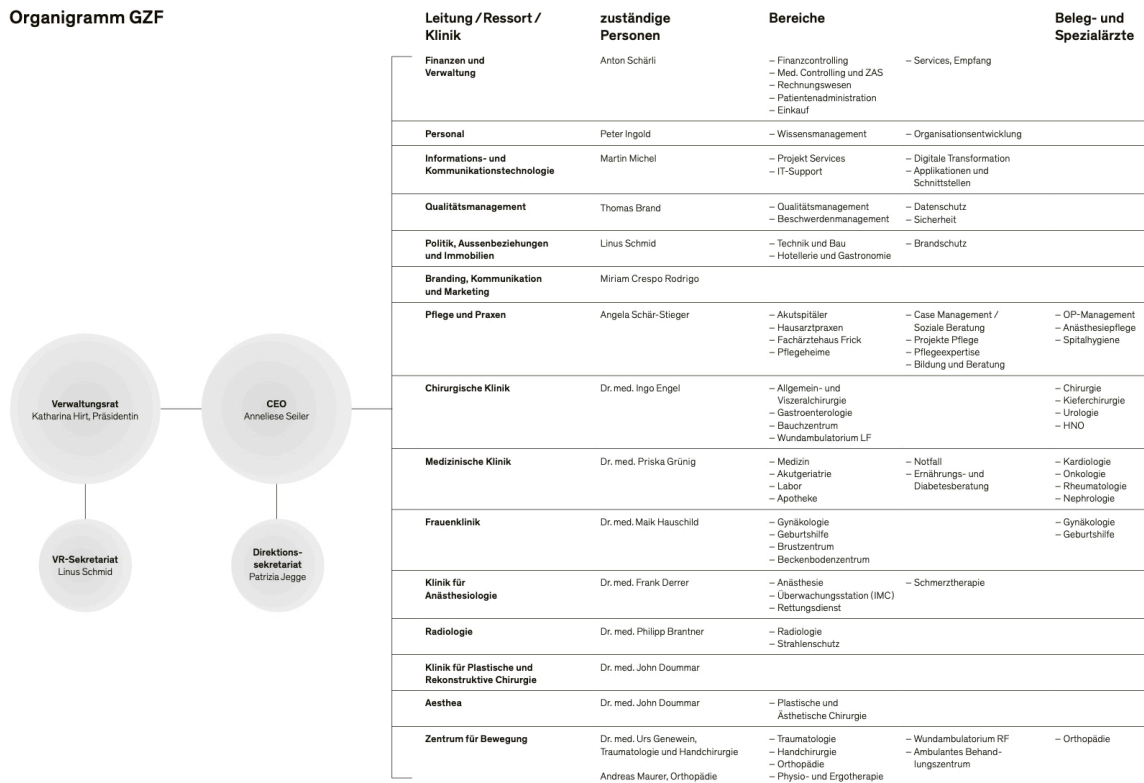 Organigramm GZF
Leitung / Ressort /
Klinik
zuständige
Personen
Bereiche
Beleg- und
Spezialärzte
Finanzen und
Verwaltung
Anton Schärli
– Finanzcontrolling
– Med. Controlling und ZAS
– Rechnungswesen
– Patientenadministration
– Einkauf
– Services, Empfang
Personal
Peter Ingold
– Wissensmanagement
– Organisationsentwicklung
Informations- und
Kommunikationstechnologie
Martin Michel
– Projekt Services
– IT-Support
– Digitale Transformation
– Applikationen und
Schnittstellen
Qualitätsmanagement
Thomas Brand
– Qualitätsmanagement
– Beschwerdenmanagement
– Datenschutz
– Sicherheit
Politik, Aussenbeziehungen
und Immobilien
Linus Schmid
– Technik und Bau
– Hotellerie und Gastronomie
– Brandschutz
Branding, Kommunikation
und Marketing
Miriam Crespo Rodrigo
Pflege und Praxen
Angela Schär-Stieger
– Akutspitäler
– Hausarztpraxen
– Fachärztehaus Frick
– Pflegeheime
– Case Management /
Soziale Beratung
– Projekte Pflege
– Pflegeexpertise
– Bildung und Beratung
– OP-Management
– Anästhesiepflege
– Spitalhygiene
Verwaltungsrat
Katharina Hirt, Präsidentin
CEO
Anneliese Seiler
VR-Sekretariat
Linus Schmid
Direktions-
sekretariat
Patrizia Jegge
Chirurgische Klinik
Dr. med. Ingo Engel
– Allgemein- und
Viszeralchirurgie
– Gastroenterologie
– Bauchzentrum
– Wundambulatorium LF
– Chirurgie
– Kieferchirurgie
– Urologie
– HNO
Medizinische Klinik
Dr. med. Priska Grünig
– Medizin
– Akutgeriatrie
– Labor
– Apotheke
– Notfall
– Ernährungs- und
Diabetesberatung
– Kardiologie
– Onkologie
– Rheumatologie
– Nephrologie
Frauenklinik
Dr. med. Maik Hauschild
– Gynäkologie
– Geburtshilfe
– Brustzentrum
– Beckenbodenzentrum
– Gynäkologie
– Geburtshilfe
Klinik für
Anästhesiologie
Dr. med. Frank Derrer
– Anästhesie
– Überwachungsstation (IMC)
– Rettungsdienst
– Schmerztherapie
Radiologie
Dr. med. Philipp Brantner
– Radiologie
– Strahlenschutz
Klinik für Plastische und
Rekonstruktive Chirurgie
Dr. med. John Doummar
Aesthea
Dr. med. John Doummar
– Plastische und
Ästhetische Chirurgie
Zentrum für Bewegung
Dr. med. Urs Genewein,
Traumatologie und Handchirurgie
Andreas Maurer, Orthopädie
– Traumatologie
– Handchirurgie
– Orthopädie
– Physio- und Ergotherapie
– Wundambulatorium RF
– Ambulantes Behand-
lungszentrum
– Orthopädie